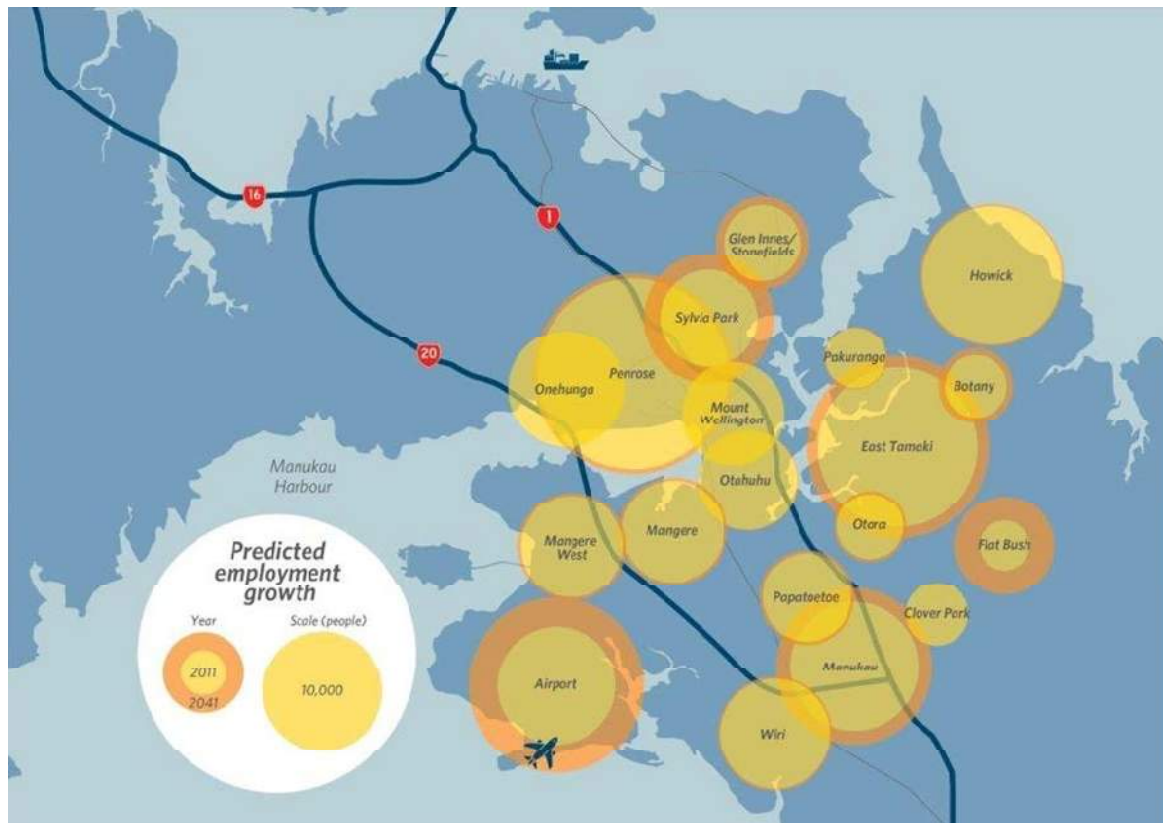 16
1
Glen Innes/
Stonefields
Howick
Sylvia Park
20
Pakuranga
Penrose
Onehunga
Botany
Mount
Wellington
East Tamaki
Manukau
Harbour
Otahuhu
Otara
Mangere
Mangere
West
Flat Bush
Predicted
employment
growth
Papatoetoe
Clover Park
Year
Scale (people)
Manukau
2011
2041
10,000
Airport
Wiri